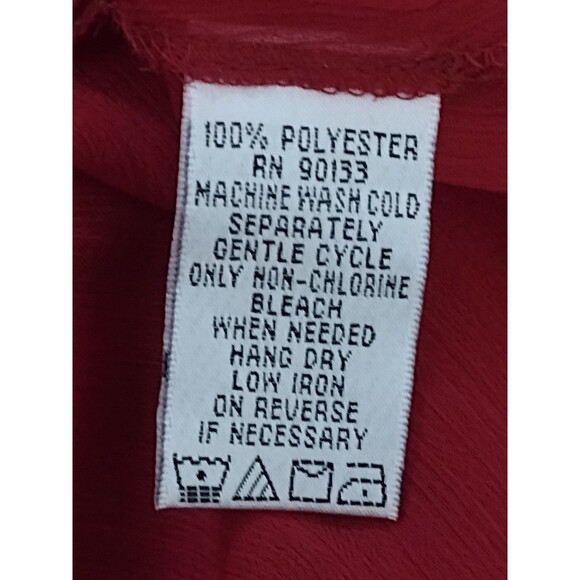 100% POLYESTER
RN 90133
MACHINE WASH COLD
SEPARATELY
GENTLE CYCLE
ONLY NON-CHLORINE
BLEACH
WHEN NEEDED
HANG DRY
LOW IRON
ON REVERSE
IF NECESSARY